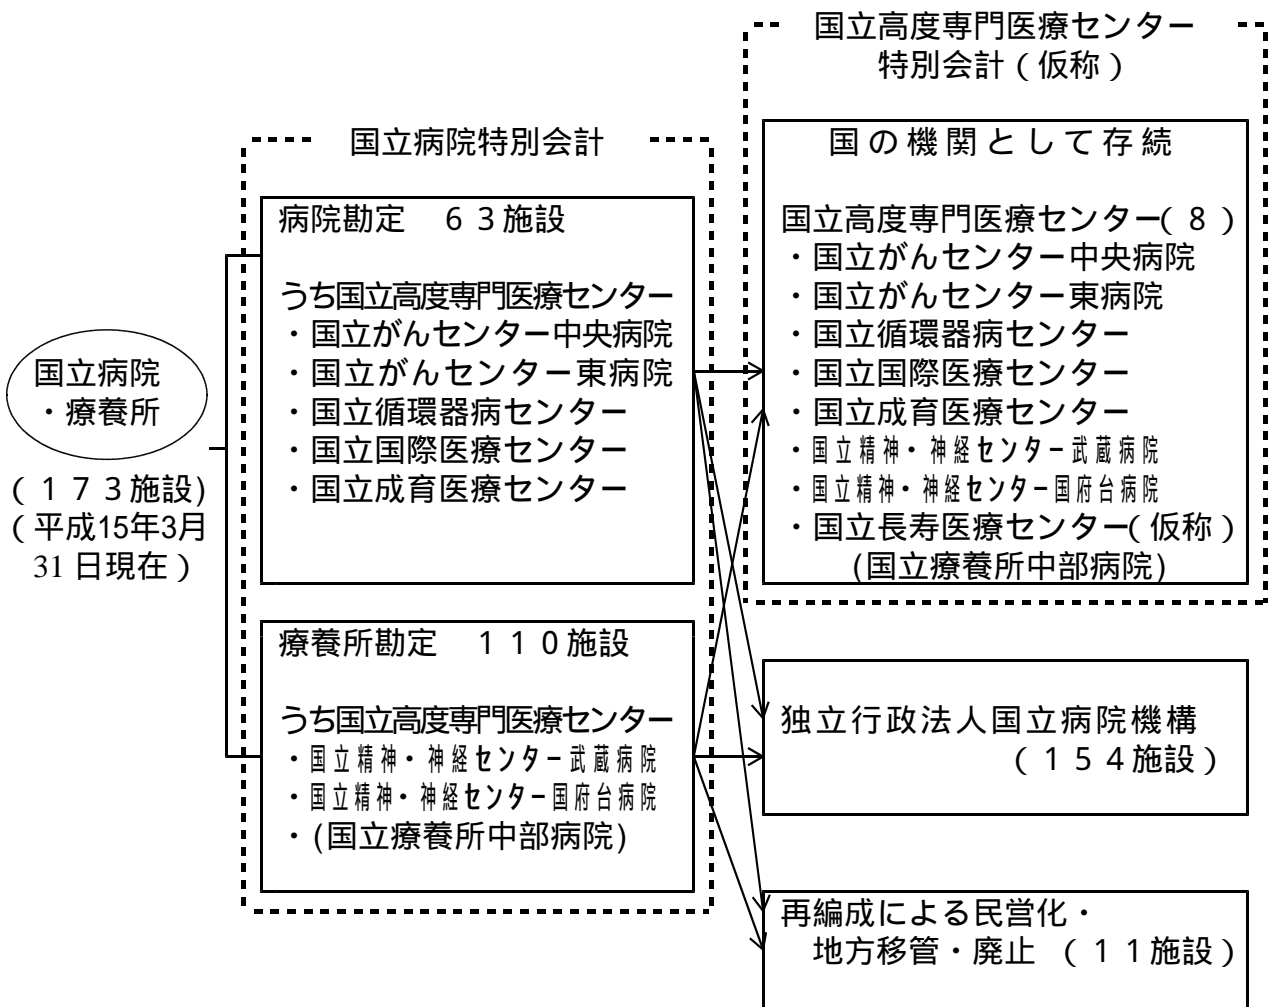 国立病院
・療養所
(１７３施設)
(平成15年3月
31日現在)
国立病院特別会計
病院勘定　６３施設
うち国立高度専門医療センター
・国立がんセンター中央病院
・国立がんセンター東病院
・国立循環器病センター
・国立国際医療センター
・国立成育医療センター
療養所勘定　１１０施設
うち国立高度専門医療センター
・国立精神・神経センター武蔵病院
・国立精神・神経センター国府台病院
・(国立療養所中部病院)
国立高度専門医療センター
特別会計(仮称)
国の機関として存続
国立高度専門医療センター(８)
・国立がんセンター中央病院
・国立がんセンター東病院
・国立循環器病センター
・国立国際医療センター
・国立成育医療センター
・国立精神・神経センター武蔵病院
・国立精神・神経センター国府台病院
・国立長寿医療センター(仮称)
(国立療養所中部病院)
独立行政法人国立病院機構
(１５４施設)
再編成による民営化・
地方移管・廃止　(１１施設)